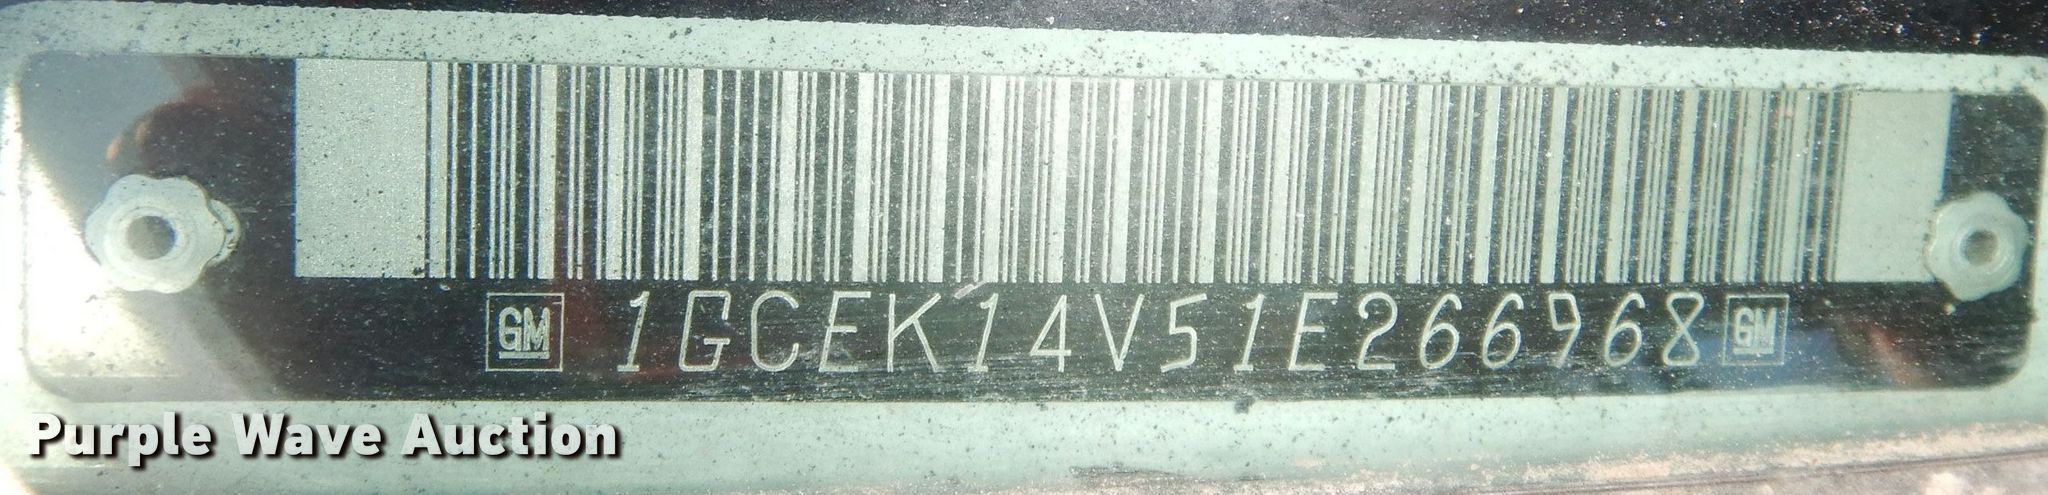 GM 1GCEK14V51E266968 GM
Purple Wave Auction